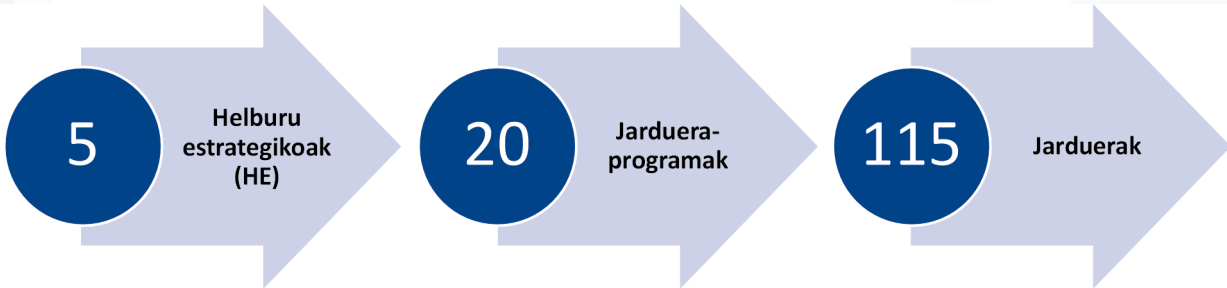 5
Helburu
estrategikoak
(HE)
20
Jarduera-
programak
115
Jarduerak